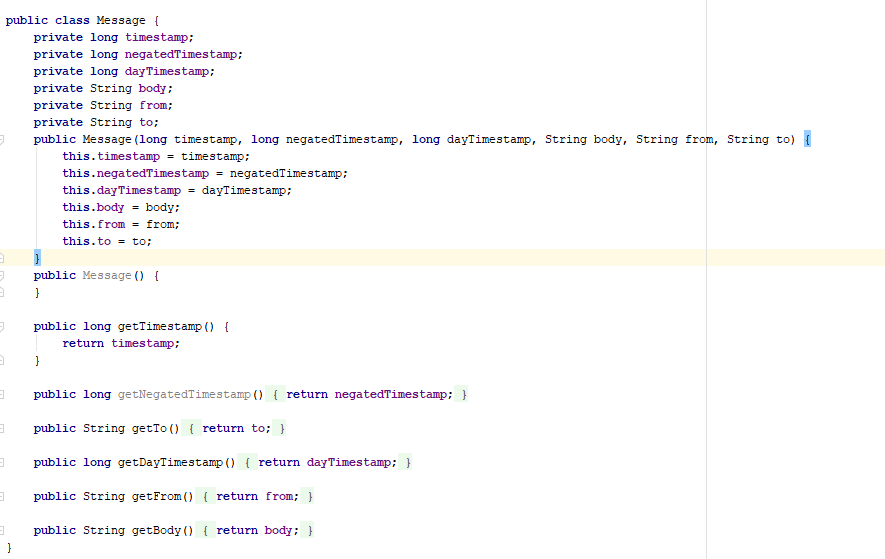 public class Message {
    private long timestamp;
    private long negatedTimestamp;
    private long dayTimestamp;
    private String body;
    private String from;
    private String to;
    public Message(long timestamp, long negatedTimestamp, long dayTimestamp, String body, String from, String to) {
        this.timestamp = timestamp;
        this.negatedTimestamp = negatedTimestamp;
        this.dayTimestamp = dayTimestamp;
        this.body = body;
        this.from = from;
        this.to = to;
    }
    public Message() {
    }
    public long getTimestamp() {
        return timestamp;
    }
    public long getNegatedTimestamp() { return negatedTimestamp; }
    public String getTo() { return to; }
    public long getDayTimestamp() { return dayTimestamp; }
    public String getFrom() { return from; }
    public String getBody() { return body; }
}